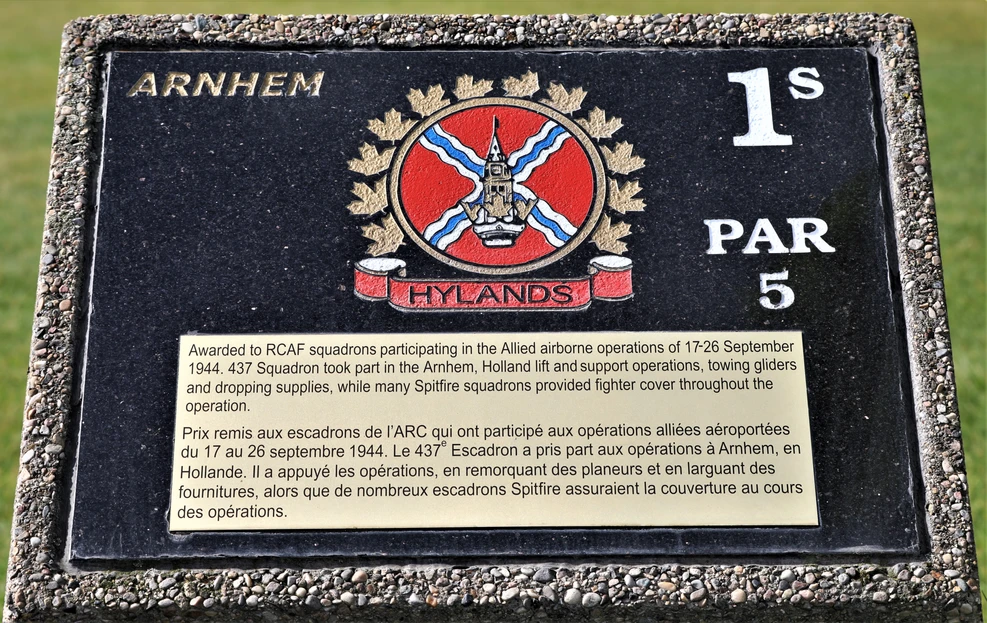 ARNHEM
1S
PAR
5
HYLANDS
Awarded to RCAF squadrons participating in the Allied airborne operations of 17-26 September
1944. 437 Squadron took part in the Arnhem, Holland lift and support operations, towing gliders
and dropping supplies, while many Spitfire squadrons provided fighter cover throughout the
operation.
Prix remis aux escadrons de l'ARC qui ont participé aux opérations alliées aéroportées
du 17 au 26 septembre 1944. Le 437e Escadron a pris part aux opérations à Arnhem, en
Hollande. Il a appuyé les opérations, en remorquant des planeurs et en larguant des
fournitures, alors que de nombreux escadrons Spitfire assuraient la couverture au cours
des opérations.